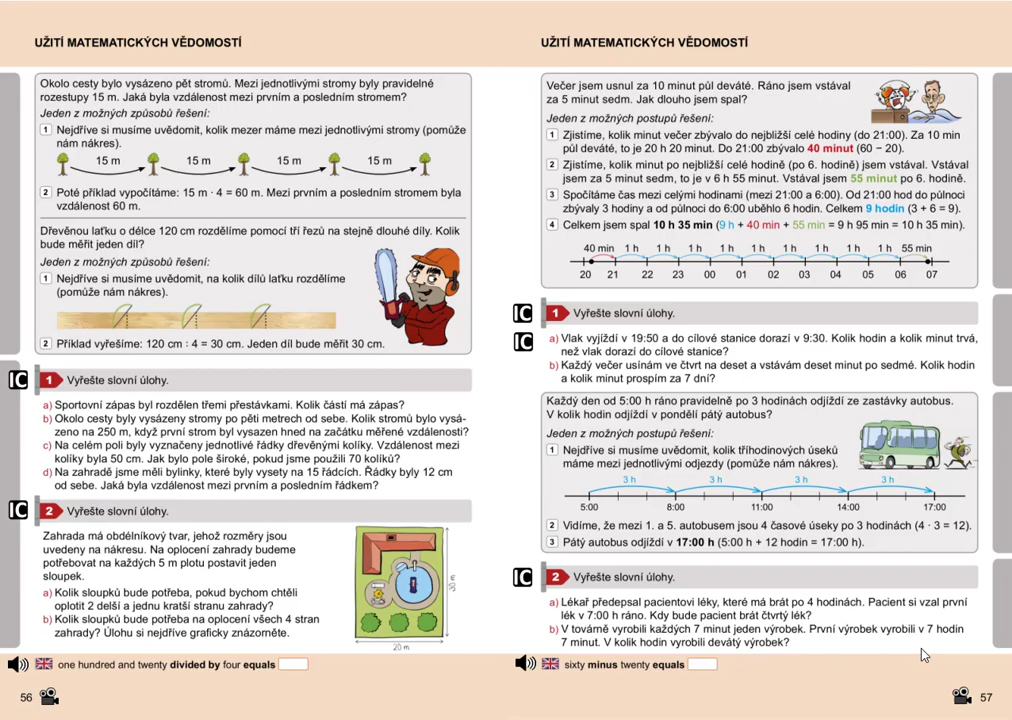 UŽITÍ MATEMATICKÝCH VĚDOMOSTÍ
Okolo cesty bylo vysázeno pět stromů. Mezi jednotlivými stromy byly pravidelné
rozestupy 15 m. Jaká byla vzdálenost mezi prvním a posledním stromem?
Jeden z možných způsobů řešení:
1 Nejdříve si musíme uvědomit, kolik mezer máme mezi jednotlivými stromy (pomůže
nám nákres).
15 m 15 m 15 m 15 m
2 Poté příklad vypočítáme: 15 m · 4 = 60 m. Mezi prvním a posledním stromem byla
vzdálenost 60 m.
Dřevěnou laťku o délce 120 cm rozdělíme pomocí tří řezů na stejně dlouhé díly. Kolik
bude měřit jeden díl?
Jeden z možných způsobů řešení:
1 Nejdříve si musíme uvědomit, na kolik dílů laťku rozdělíme
(pomůže nám nákres).
2 Příklad vyřešíme: 120 cm : 4 = 30 cm. Jeden díl bude měřit 30 cm.
IC 1 Vyřešte slovní úlohy.
a) Sportovní zápas byl rozdělen třemi přestávkami. Kolik částí má zápas?
b) Okolo cesty byly vysázeny stromy po pěti metrech od sebe. Kolik stromů bylo vysá-
zeno na 250 m, když první strom byl vysazen hned na začátku měřené vzdálenosti?
c) Na celém poli byly vyznačeny jednotlivé řádky dřevěnými kolíky. Vzdálenost mezi
kolíky byla 50 cm. Jak bylo pole široké, pokud jsme použili 70 kolíků?
d) Na zahradě jsme měli bylinky, které byly vysety na 15 řádcích. Řádky byly 12 cm
od sebe. Jaká byla vzdálenost mezi prvním a posledním řádkem?
IC 2 Vyřešte slovní úlohy.
Zahrada má obdélníkový tvar, jehož rozměry jsou
uvedeny na nákresu. Na oplocení zahrady budeme
potřebovat na každých 5 m plotu postavit jeden
sloupek.
a) Kolik sloupků bude potřeba, pokud bychom chtěli
oplotit 2 delší a jednu kratší stranu zahrady?
b) Kolik sloupků bude potřeba na oplocení všech 4 stran
zahrady? Úlohu si nejdříve graficky znázorněte.
30 m
20 m
one hundred and twenty divided by four equals
56
UŽITÍ MATEMATICKÝCH VĚDOMOSTÍ
Večer jsem usnul za 10 minut půl deváté. Ráno jsem vstával
za 5 minut sedm. Jak dlouho jsem spal?
Jeden z možných postupů řešení:
1 Zjistíme, kolik minut večer zbývalo do nejbližší celé hodiny (do 21:00). Za 10 min
půl deváté, to je 20 h 20 minut. Do 21:00 zbývalo 40 minut (60 − 20).
2 Zjistíme, kolik minut po nejbližší celé hodině (po 6. hodině) jsem vstával. Vstával
jsem za 5 minut sedm, to je v 6 h 55 minut. Vstával jsem 55 minut po 6. hodině.
3 Spočítáme čas mezi celými hodinami (mezi 21:00 a 6:00). Od 21:00 hod do půlnoci
zbývaly 3 hodiny a od půlnoci do 6:00 uběhlo 6 hodin. Celkem 9 hodin (3 + 6 = 9).
4 Celkem jsem spal 10 h 35 min (9 h + 40 min + 55 min = 9 h 95 min = 10 h 35 min).
40 min 1 h 1 h 1 h 1 h 1 h 1 h 1 h 1 h 1 h 55 min
20 21 22 23 00 01 02 03 04 05 06 07
IC 1 Vyřešte slovní úlohy.
IC a) Vlak vyjíždí v 19:50 a do cílové stanice dorazí v 9:30. Kolik hodin a kolik minut trvá,
než vlak dorazí do cílové stanice?
b) Každý večer usínám ve čtvrt na deset a vstávám deset minut po sedmé. Kolik hodin
a kolik minut prospím za 7 dní?
Každý den od 5:00 h ráno pravidelně po 3 hodinách odjíždí ze zastávky autobus.
V kolik hodin odjíždí v pondělí pátý autobus?
Jeden z možných postupů řešení:
1 Nejdříve si musíme uvědomit, kolik tříhodinových úseků
máme mezi jednotlivými odjezdy (pomůže nám nákres).
3 h 3 h 3 h 3 h
5:00 8:00 11:00 14:00 17:00
2 Vidíme, že mezi 1. a 5. autobusem jsou 4 časové úseky po 3 hodinách (4 · 3 = 12).
3 Pátý autobus odjíždí v 17:00 h (5:00 h + 12 hodin = 17:00 h).
IC 2 Vyřešte slovní úlohy.
a) Lékař předepsal pacientovi léky, které má brát po 4 hodinách. Pacient si vzal první
lék v 7:00 h ráno. Kdy bude pacient brát čtvrtý lék?
b) V továrně vyrobili každých 7 minut jeden výrobek. První výrobek vyrobili v 7 hodin
7 minut. V kolik hodin vyrobili devátý výrobek?
sixty minus twenty equals
57